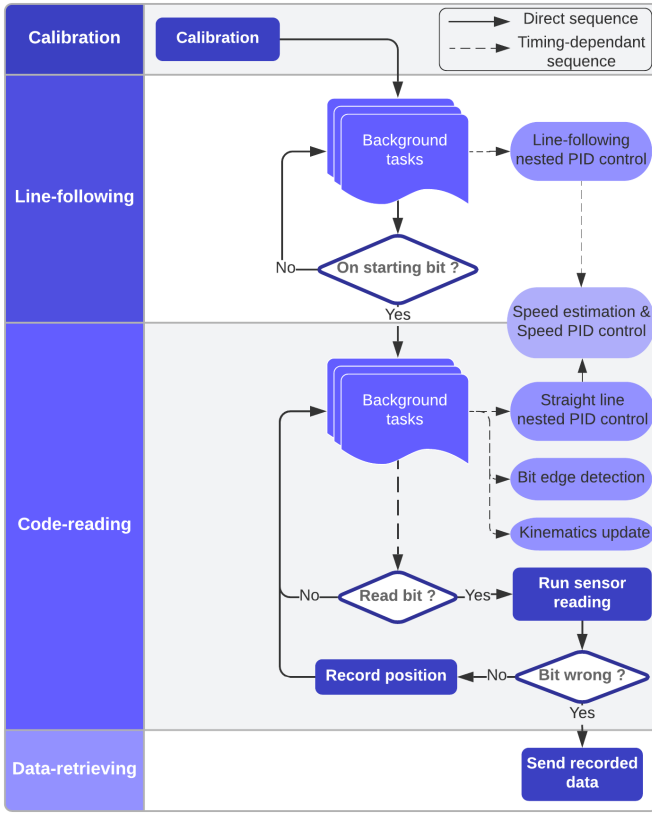 Calibration
Calibration
Direct sequence
Timing-dependant
sequence
Line-following
Background
tasks
Line-following
nested PID control
On starting bit ?
No
Yes
Speed estimation &
Speed PID control
Code-reading
Background
tasks
Straight line
nested PID control
Bit edge detection
Kinematics update
Read bit ?
No
Yes
Run sensor
reading
Bit wrong ?
No
Record position
Yes
Data-retrieving
Send recorded
data